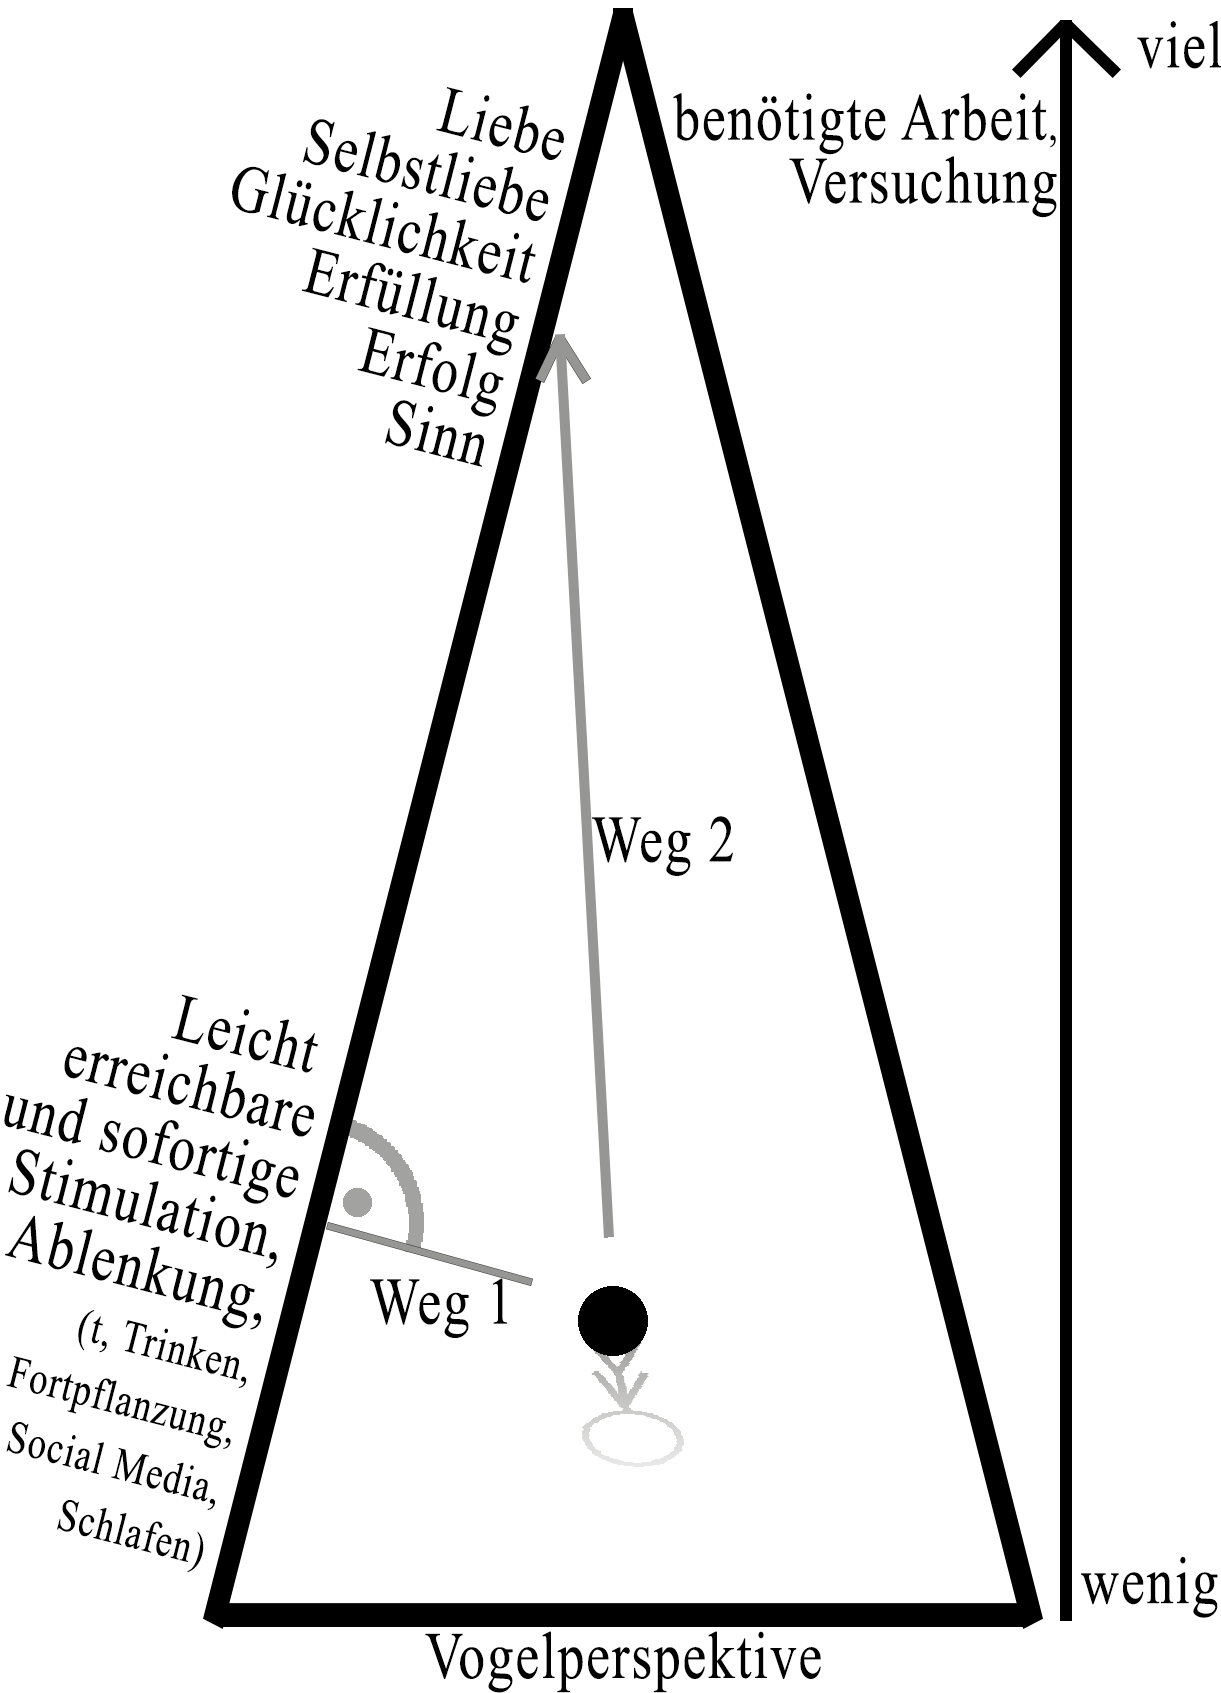 viel
benötigte Arbeit,
Versuchung
Liebe
Selbstliebe
Glücklichkeit
Erfüllung
Erfolg
Sinn
Weg 2
Leicht
erreichbare
und sofortige
Stimulation,
Ablenkung,
(t, Trinken,
Fortpflanzung,
Social Media,
Schlafen)
Weg 1
wenig
Vogelperspektive